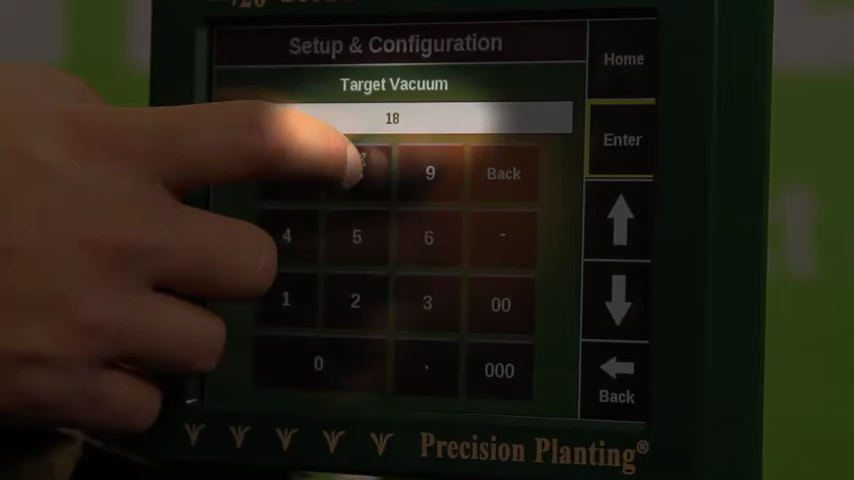 Setup & Configuration
Home
Target Vacuum
18
Enter
9
Back
4
5
6
-
1
2
3
00
0
.
000
Back
Precision Planting®